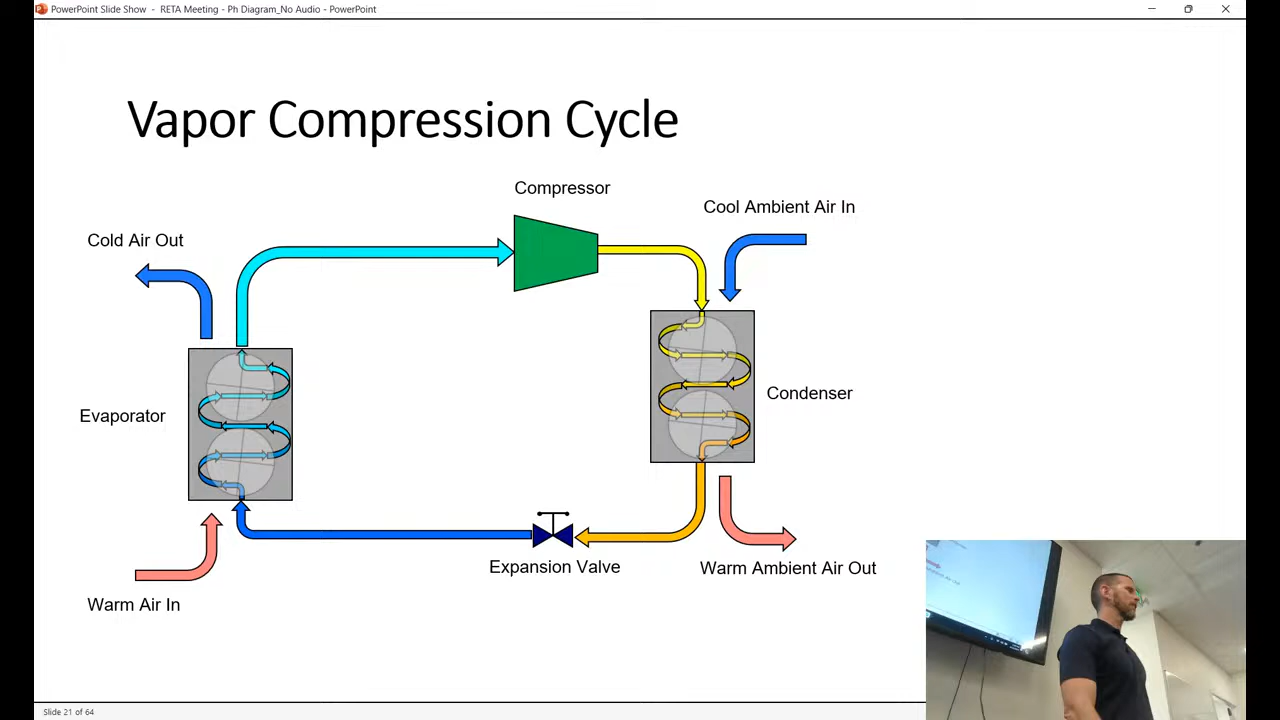 PowerPoint Slide Show - RETA Meeting - Ph Diagram_No Audio - PowerPoint
Vapor Compression Cycle
Compressor
Cool Ambient Air In
Cold Air Out
Condenser
Evaporator
Expansion Valve
Warm Ambient Air Out
Warm Air In
Slide 21 of 64